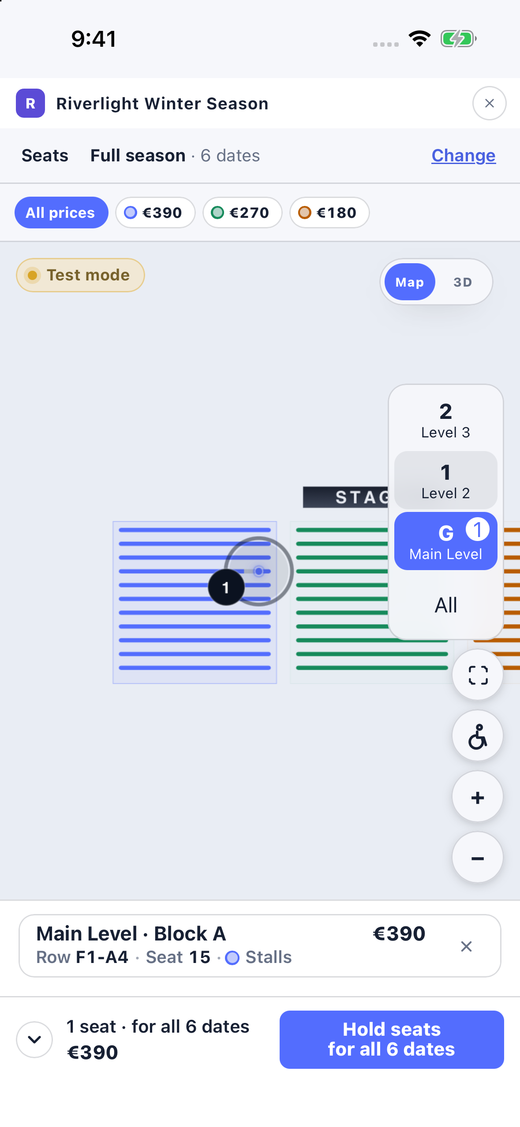 9:41
R Riverlight Winter Season
Seats Full season · 6 dates Change
All prices €390 €270 €180
Test mode
Map 3D
2
Level 3
1
Level 2
G 1
Main Level
All
STAG
1
+
−
Main Level · Block A €390
Row F1-A4 · Seat 15 · Stalls
1 seat · for all 6 dates
€390
Hold seats
for all 6 dates